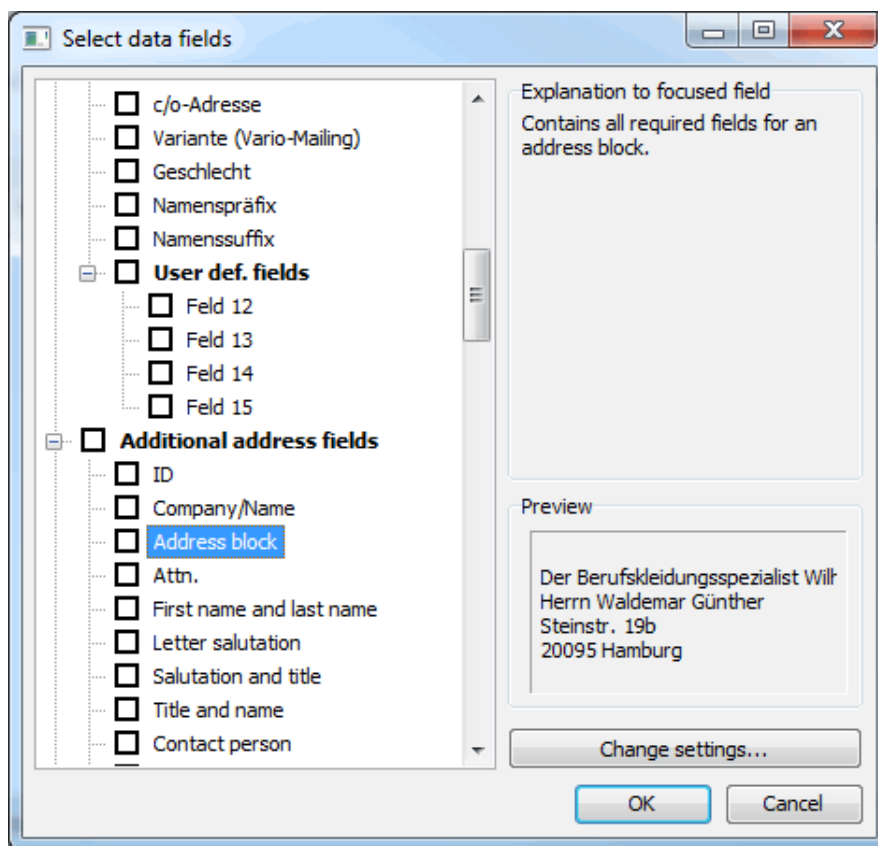 Select data fields
c/o-Adresse
Variante (Vario-Mailing)
Geschlecht
Namenspräfix
Namenssuffix
User def. fields
Feld 12
Feld 13
Feld 14
Feld 15
Additional address fields
ID
Company/Name
Address block
Attn.
First name and last name
Letter salutation
Salutation and title
Title and name
Contact person
Explanation to focused field
Contains all required fields for an
address block.
Preview
Der Berufskleidungsspezialist
Herrn Waldemar Günther
Steinstr. 19b
20095 Hamburg
Change settings...
OK
Cancel